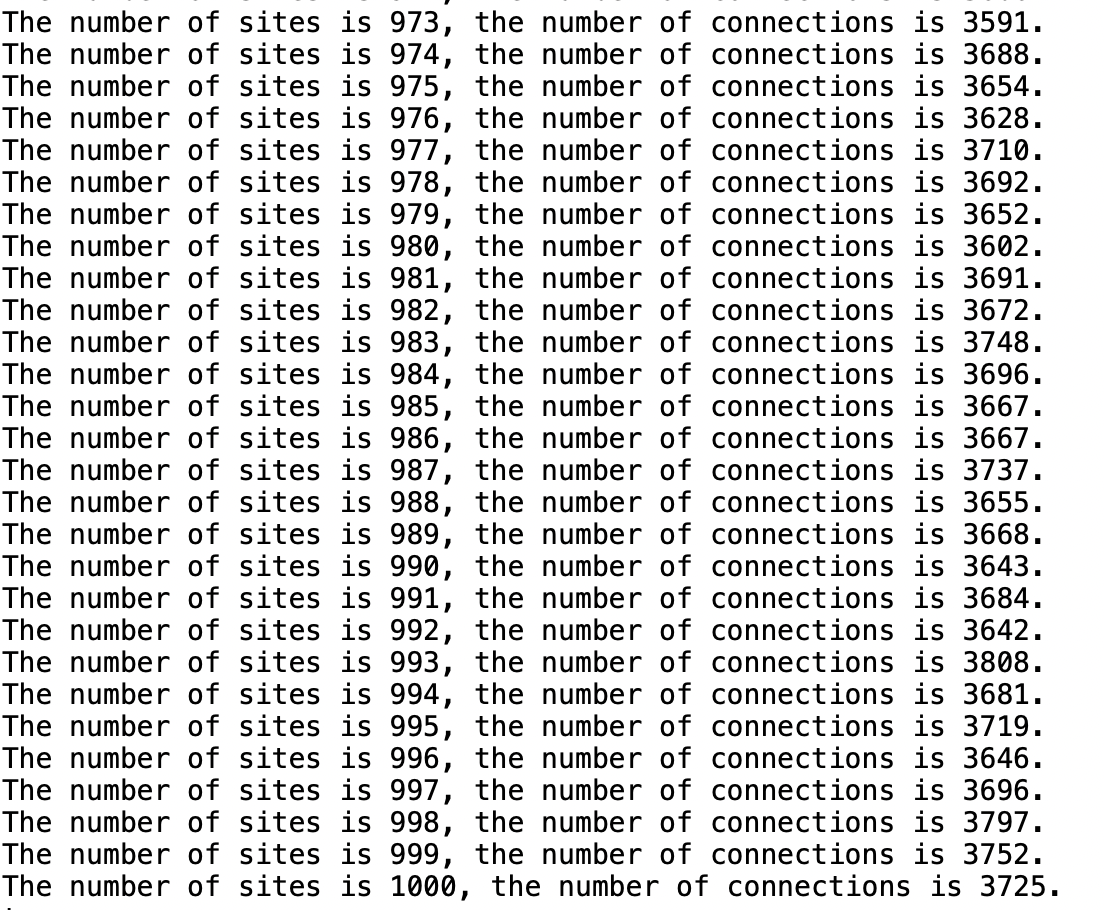 The number of sites is 973, the number of connections is 3591.
The number of sites is 974, the number of connections is 3688.
The number of sites is 975, the number of connections is 3654.
The number of sites is 976, the number of connections is 3628.
The number of sites is 977, the number of connections is 3710.
The number of sites is 978, the number of connections is 3692.
The number of sites is 979, the number of connections is 3652.
The number of sites is 980, the number of connections is 3602.
The number of sites is 981, the number of connections is 3691.
The number of sites is 982, the number of connections is 3672.
The number of sites is 983, the number of connections is 3748.
The number of sites is 984, the number of connections is 3696.
The number of sites is 985, the number of connections is 3667.
The number of sites is 986, the number of connections is 3667.
The number of sites is 987, the number of connections is 3737.
The number of sites is 988, the number of connections is 3655.
The number of sites is 989, the number of connections is 3668.
The number of sites is 990, the number of connections is 3643.
The number of sites is 991, the number of connections is 3684.
The number of sites is 992, the number of connections is 3642.
The number of sites is 993, the number of connections is 3808.
The number of sites is 994, the number of connections is 3681.
The number of sites is 995, the number of connections is 3719.
The number of sites is 996, the number of connections is 3646.
The number of sites is 997, the number of connections is 3696.
The number of sites is 998, the number of connections is 3797.
The number of sites is 999, the number of connections is 3752.
The number of sites is 1000, the number of connections is 3725.